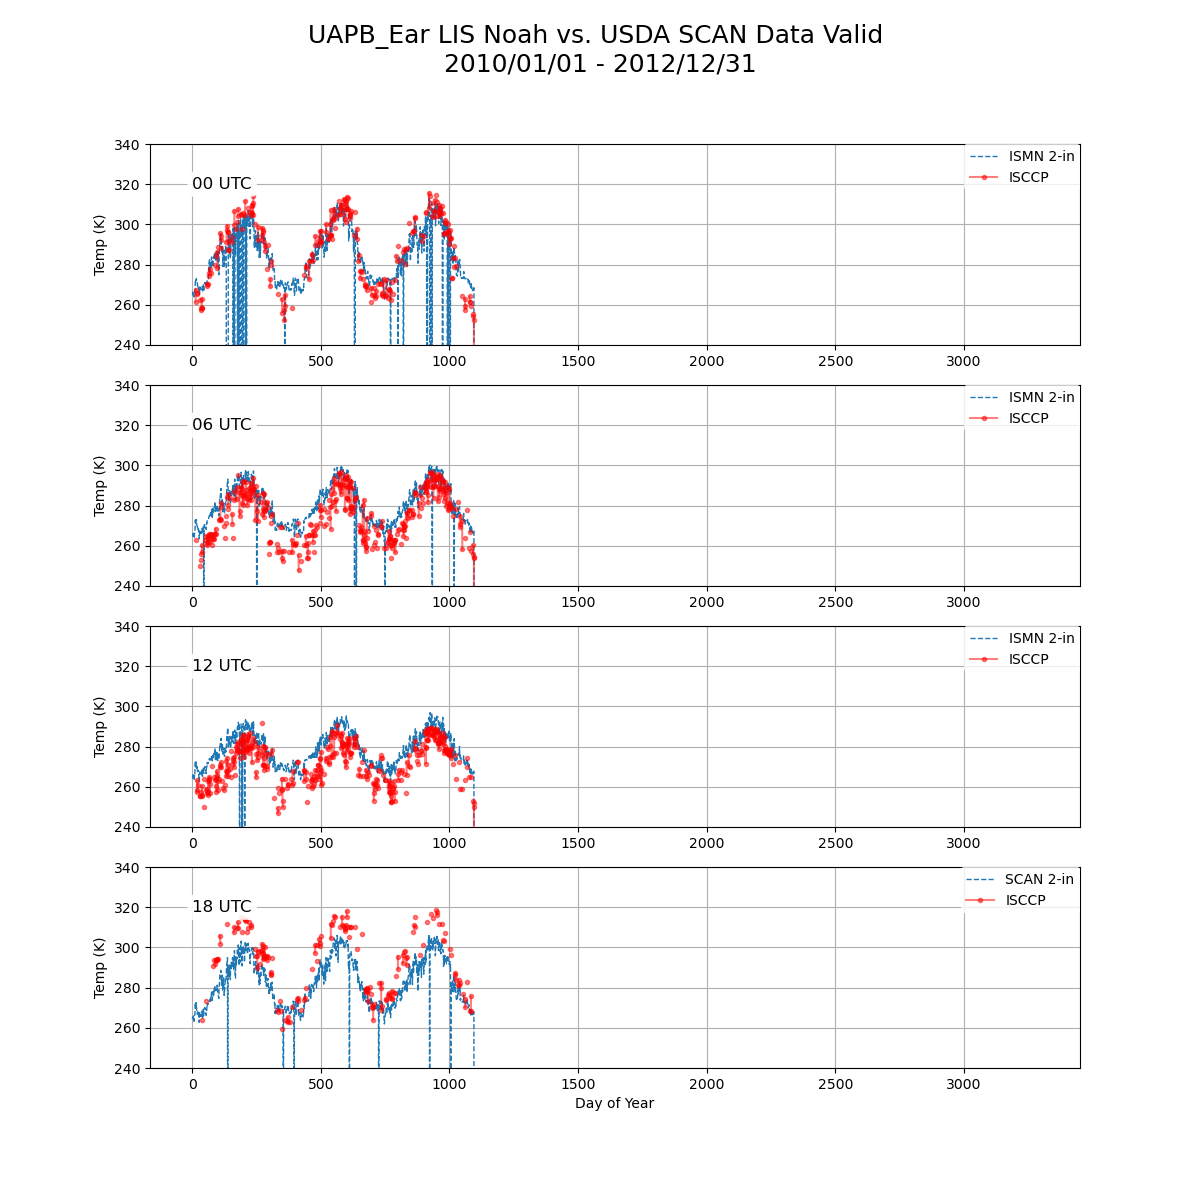 UAPB_Ear LIS Noah vs. USDA SCAN Data Valid
2010/01/01 - 2012/12/31
340
320
300
280
260
240
Temp (K)
00 UTC
ISMN 2-in
ISCCP
0 500 1000 1500 2000 2500 3000
340
320
300
280
260
240
Temp (K)
06 UTC
ISMN 2-in
ISCCP
0 500 1000 1500 2000 2500 3000
340
320
300
280
260
240
Temp (K)
12 UTC
ISMN 2-in
ISCCP
0 500 1000 1500 2000 2500 3000
340
320
300
280
260
240
Temp (K)
18 UTC
SCAN 2-in
ISCCP
0 500 1000 1500 2000 2500 3000
Day of Year